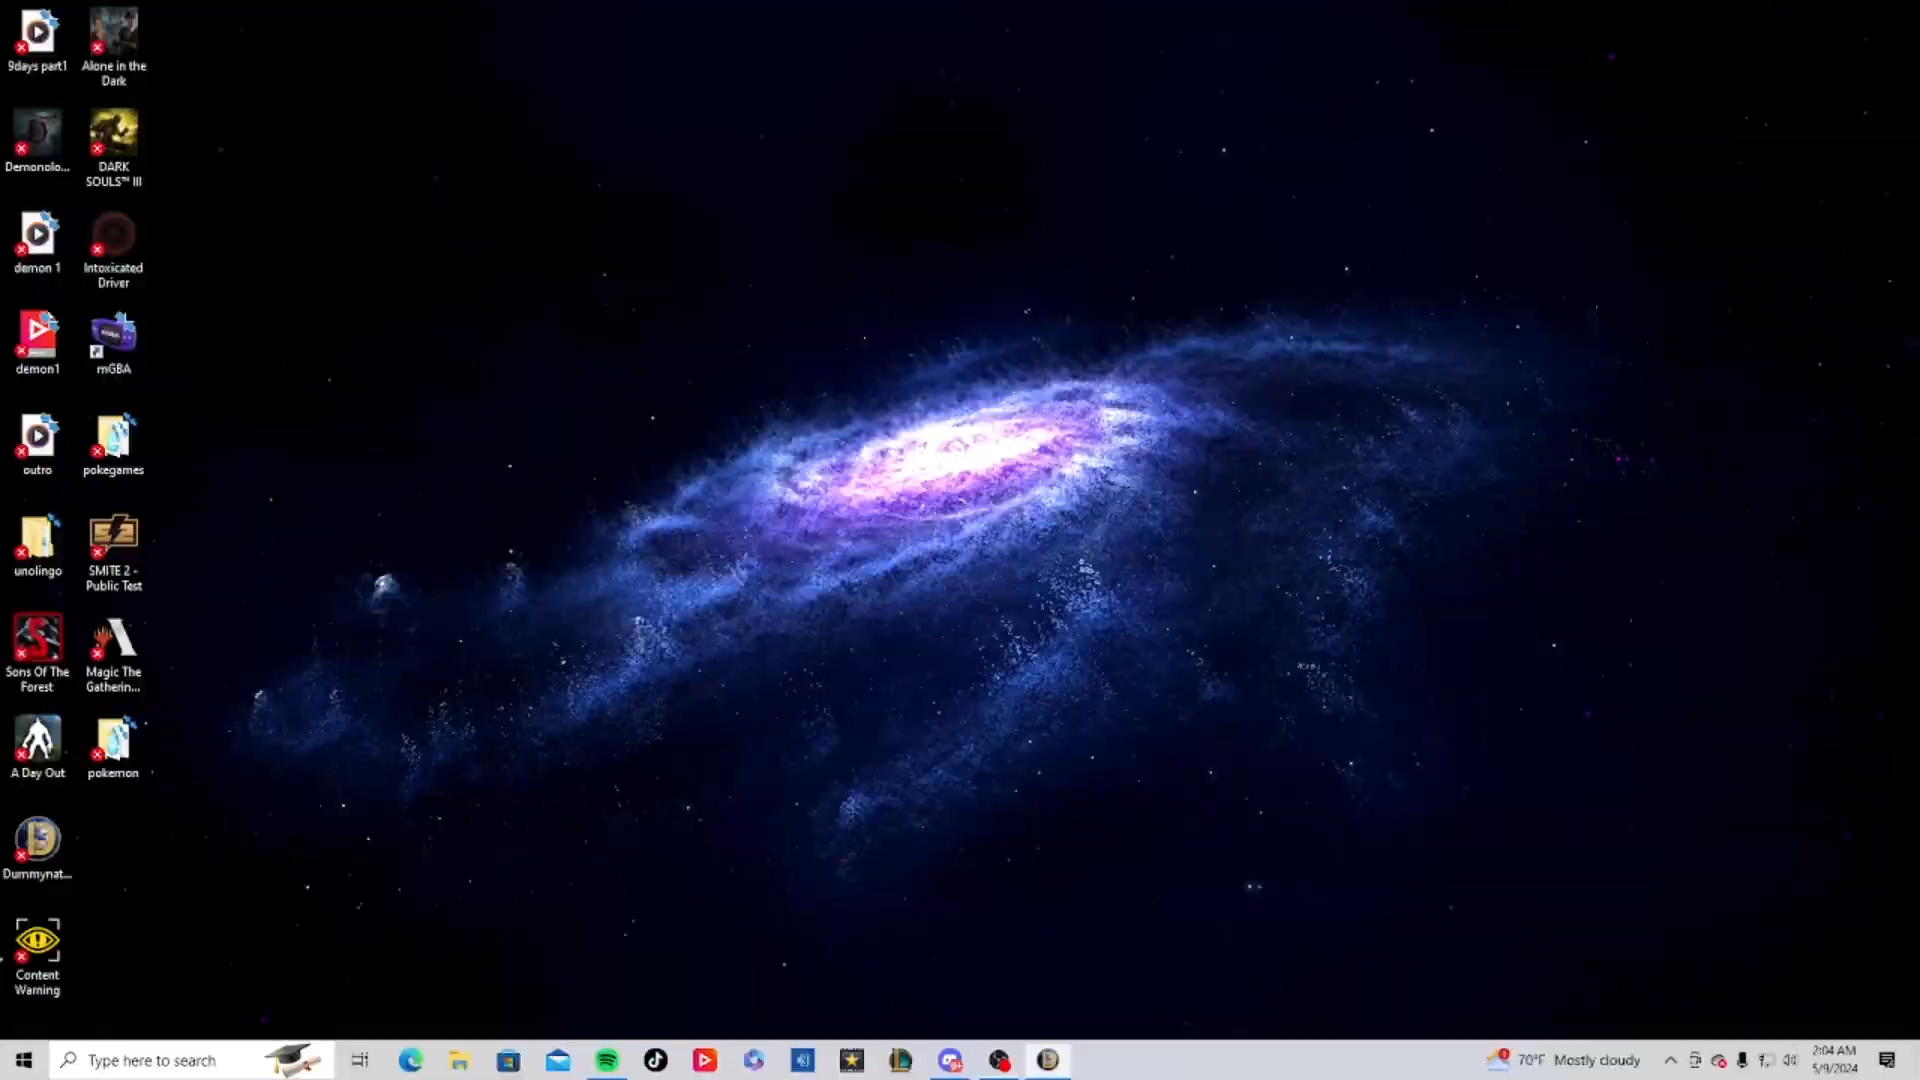 9days part1
Alone in the
Dark
Demonolo...
DARK
SOULS™ III
demon 1
Intoxicated
Driver
demon1
mGBA
outro
pokegames
unolingo
SMITE 2 -
Public Test
Sons Of The
Forest
Magic The
Gatherin...
A Day Out
pokemon
Dummynat...
Content
Warning
Type here to search
70°F Mostly cloudy
2:04 AM
5/9/2024